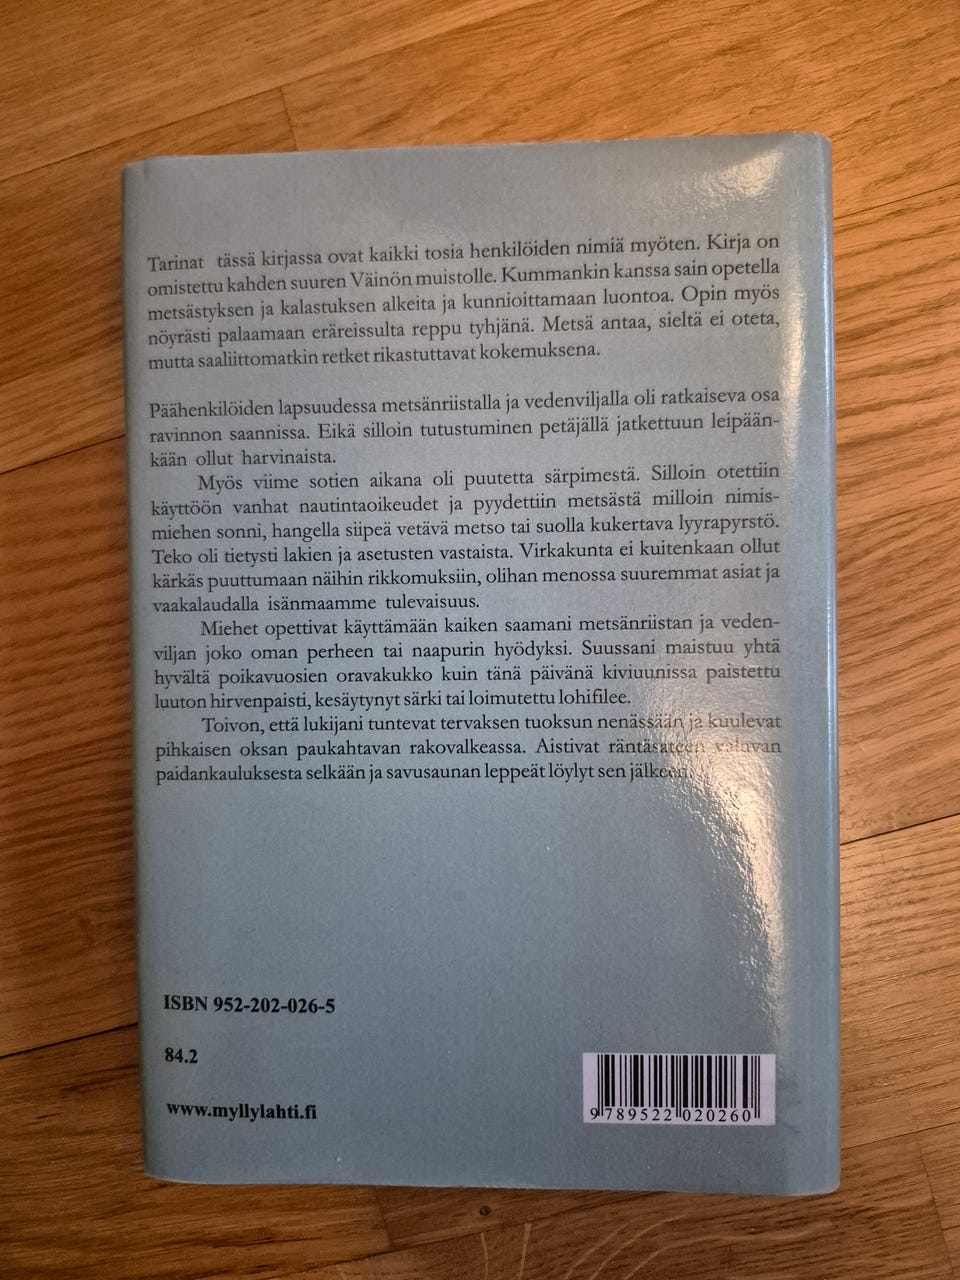 Tarinat tässä kirjassa ovat kaikki tosia henkilöiden nimiä myöten. Kirja on
omistettu kahden suuren Väinön muistolle. Kummankin kanssa sain opetella
metsästyksen ja kalastuksen alkeita ja kunnioittamaan luontoa. Opin myös
nöyrästi palaamaan eräreissulta reppu tyhjänä. Metsä antaa, sieltä ei oteta,
mutta saaliittomatkin retket rikastuttavat kokemuksena.
Päähenkilöiden lapsuudessa metsänriistalla ja vedenviljalla oli ratkaiseva osa
ravinnon saannissa. Eikä silloin tutustuminen petäjällä jatkettuun leipään-
kään ollut harvinaista.
Myös viime sotien aikana oli puutetta särpimestä. Silloin otettiin
käyttöön vanhat nautintaoikeudet ja pyydettiin metsästä milloin nimis-
miehen sonni, hangella siipeä vetävä metso tai suolla kukertava lyyrapyrstö.
Teko oli tietysti lakien ja asetusten vastaista. Virkakunta ei kuitenkaan ollut
kärkäs puuttumaan näihin rikkomuksiin, olihan menossa suuremmat asiat ja
vaakalaudalla isänmaamme tulevaisuus.
Miehet opettivat käyttämään kaiken saamani metsänriistan ja veden-
viljan joko oman perheen tai naapurin hyödyksi. Suussani maistuu yhtä
hyvältä poikavuosien oravakukko kuin tänä päivänä kiviuunissa paistettu
luuton hirvenpaisti, kesäytynyt särki tai loimutettu lohifilee.
Toivon, että lukijani tuntevat tervaksen tuoksun nenässään ja kuulevat
pihkaisen oksan paukahtavan rakovalkeassa. Aistivat räntäsateen valuvan
paidankauluksesta selkään ja savusaunan leppeät löylyt sen jälkeen.
ISBN 952-202-026-5
84.2
www.myllylahti.fi
9 789522 020260